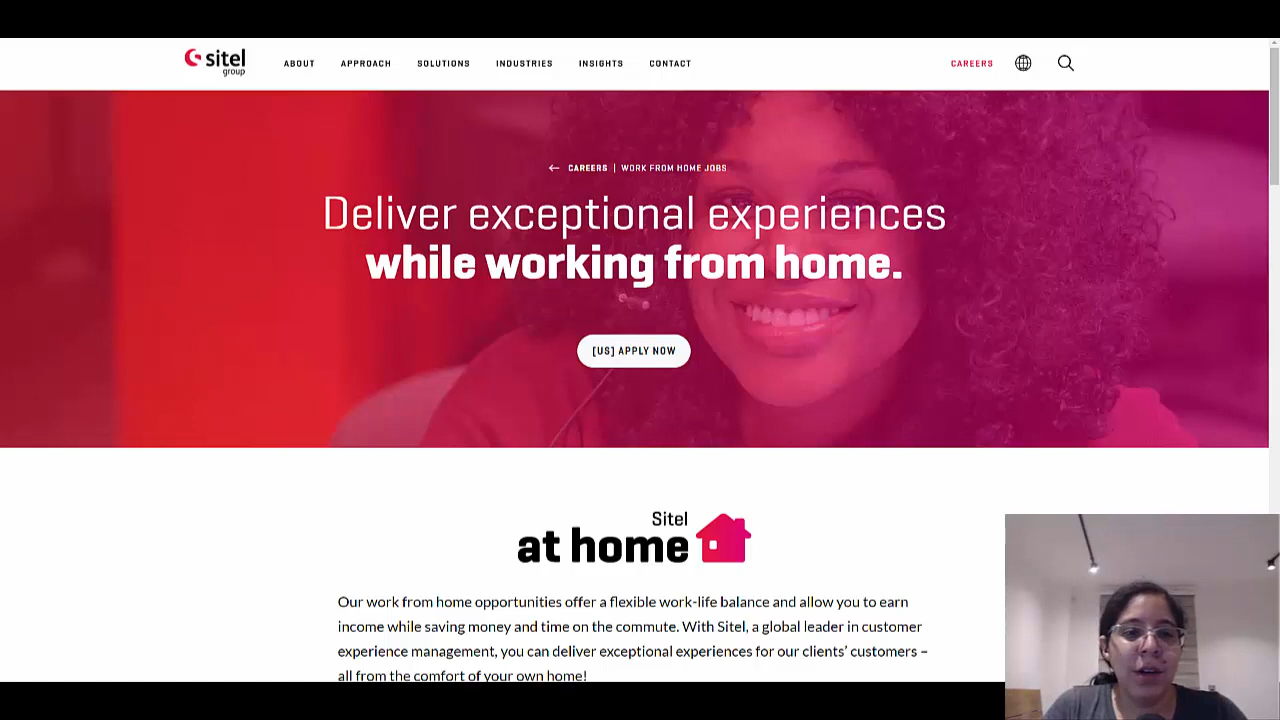 sitel
group
ABOUT APPROACH SOLUTIONS INDUSTRIES INSIGHTS CONTACT CAREERS
← CAREERS | WORK FROM HOME JOBS
Deliver exceptional experiences
while working from home.
[US] APPLY NOW
Sitel
at home
Our work from home opportunities offer a flexible work-life balance and allow you to earn
income while saving money and time on the commute. With Sitel, a global leader in customer
experience management, you can deliver exceptional experiences for our clients’ customers –
all from the comfort of your own home!